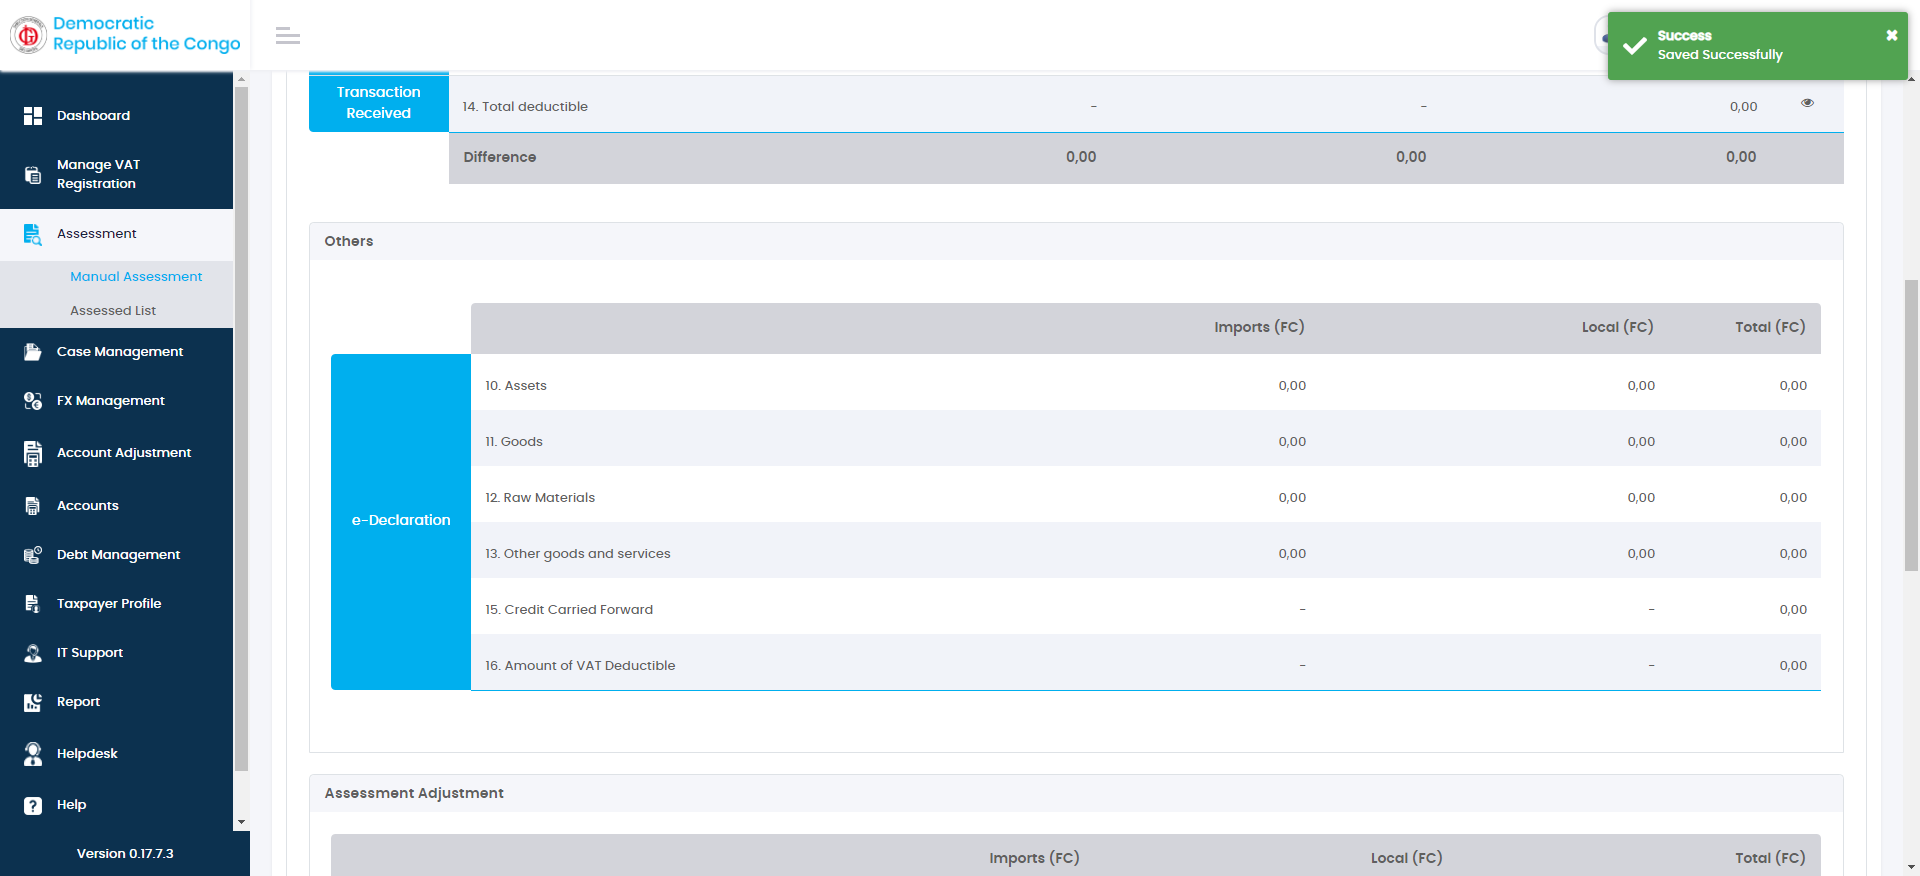 Democratic
Republic of the Congo
Success
Saved Successfully
Dashboard
Manage VAT
Registration
Assessment
Manual Assessment
Assessed List
Case Management
FX Management
Account Adjustment
Accounts
Debt Management
Taxpayer Profile
IT Support
Report
Helpdesk
Help
Version 0.17.7.3
Transaction
Received
14. Total deductible - - 0,00
Difference 0,00 0,00 0,00
Others
Imports (FC) Local (FC) Total (FC)
e-Declaration
10. Assets 0,00 0,00 0,00
11. Goods 0,00 0,00 0,00
12. Raw Materials 0,00 0,00 0,00
13. Other goods and services 0,00 0,00 0,00
15. Credit Carried Forward - - 0,00
16. Amount of VAT Deductible - - 0,00
Assessment Adjustment
Imports (FC) Local (FC) Total (FC)